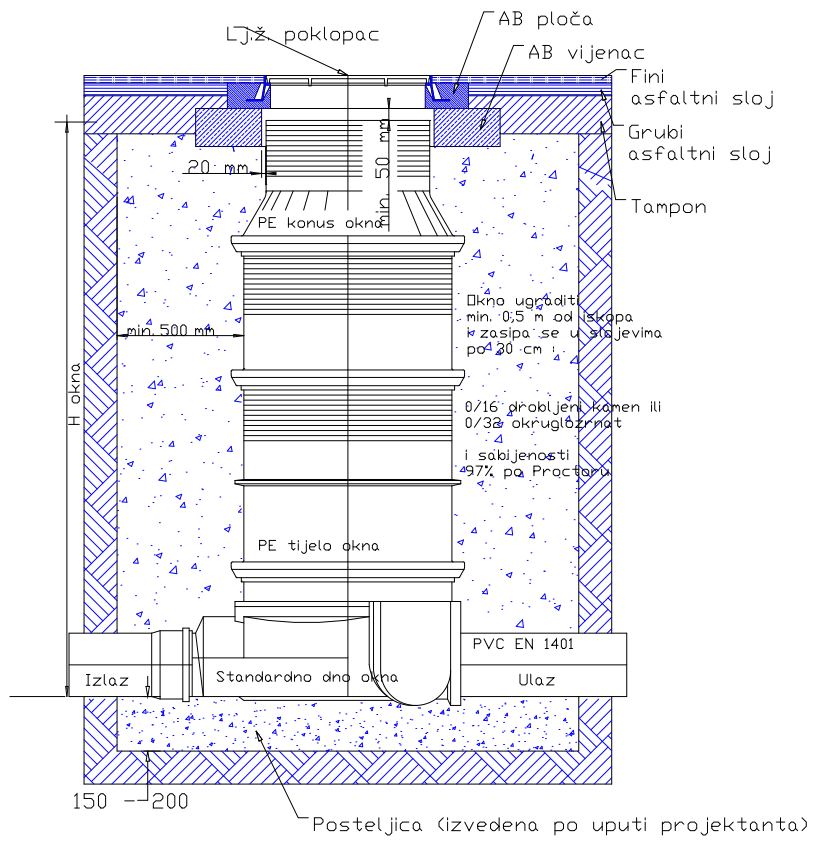 AB ploča
Lj.ž. poklopac
AB vijenac
Fini
asfaltni sloj
Grubi
asfaltni sloj
20 mm
min. 50 mm
Tampon
PE konus okna
Okno ugraditi
min. 0,5 m od iskopa
i zasipa se u slojevima
po 30 cm :
min. 500 mm
H okna
0/16 drobljeni kamen ili
0/32 okruglozrnat
i sabijenosti
97% po Proctoru
PE tijelo okna
PVC EN 1401
Izlaz
Standardno dno okna
Ulaz
150 --200
Posteljica (izvedena po uputi projektanta)